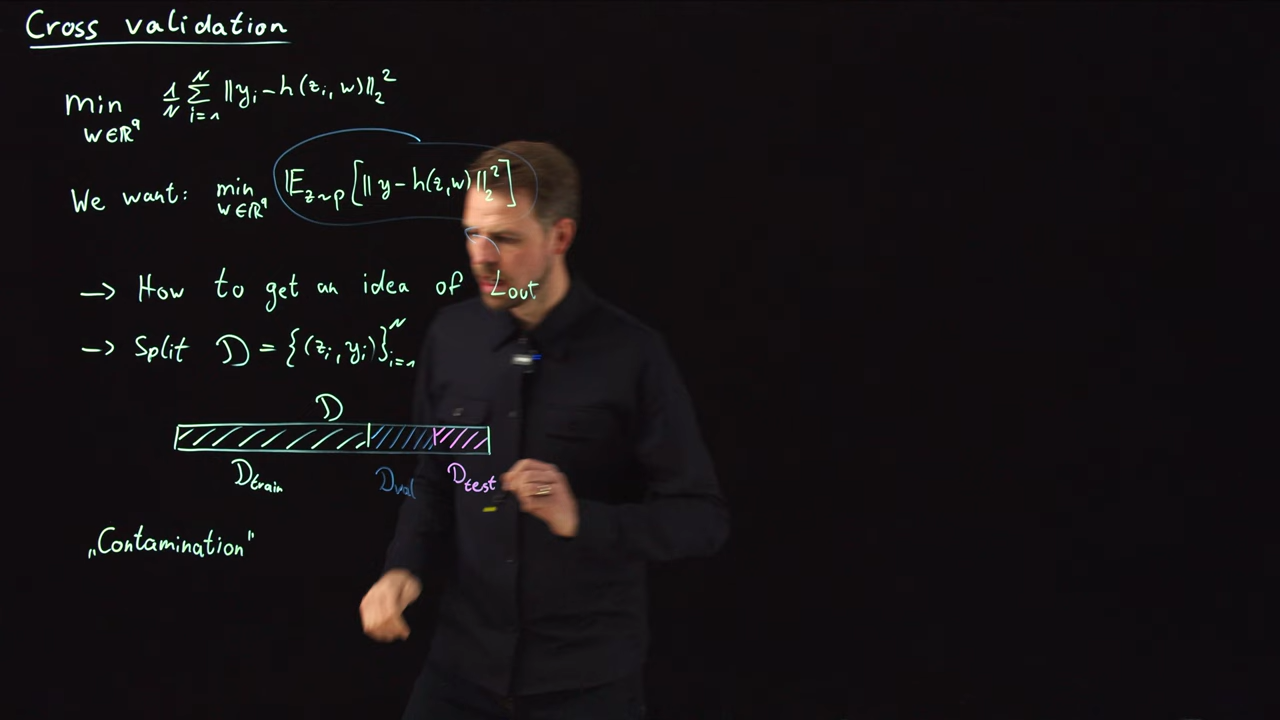 Cross validation
min w∈ℝ^q 1/N Σ_{i=1}^N ‖y_i − h(z_i, w)‖_2^2
We want: min w∈ℝ^q 𝔼_{z∼p}[‖y − h(z,w)‖_2^2]
→ How to get an idea of L_out
→ Split D = {(z_i, y_i)}_{i=1}^N
D
D_train D_val D_test
„Contamination"